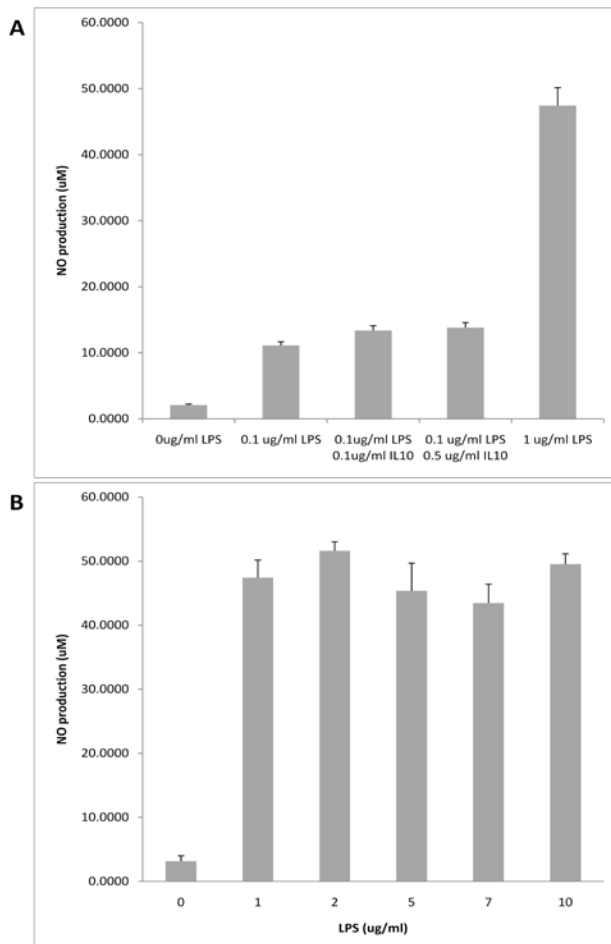 A
60.0000
50.0000
40.0000
30.0000
20.0000
10.0000
0.0000
NO production (uM)
0ug/ml LPS
0.1 ug/ml LPS
0.1ug/ml LPS
0.1ug/ml IL10
0.1 ug/ml LPS
0.5 ug/ml IL10
1 ug/ml LPS
B
60.0000
50.0000
40.0000
30.0000
20.0000
10.0000
0.0000
NO production (uM)
0 1 2 5 7 10
LPS (ug/ml)